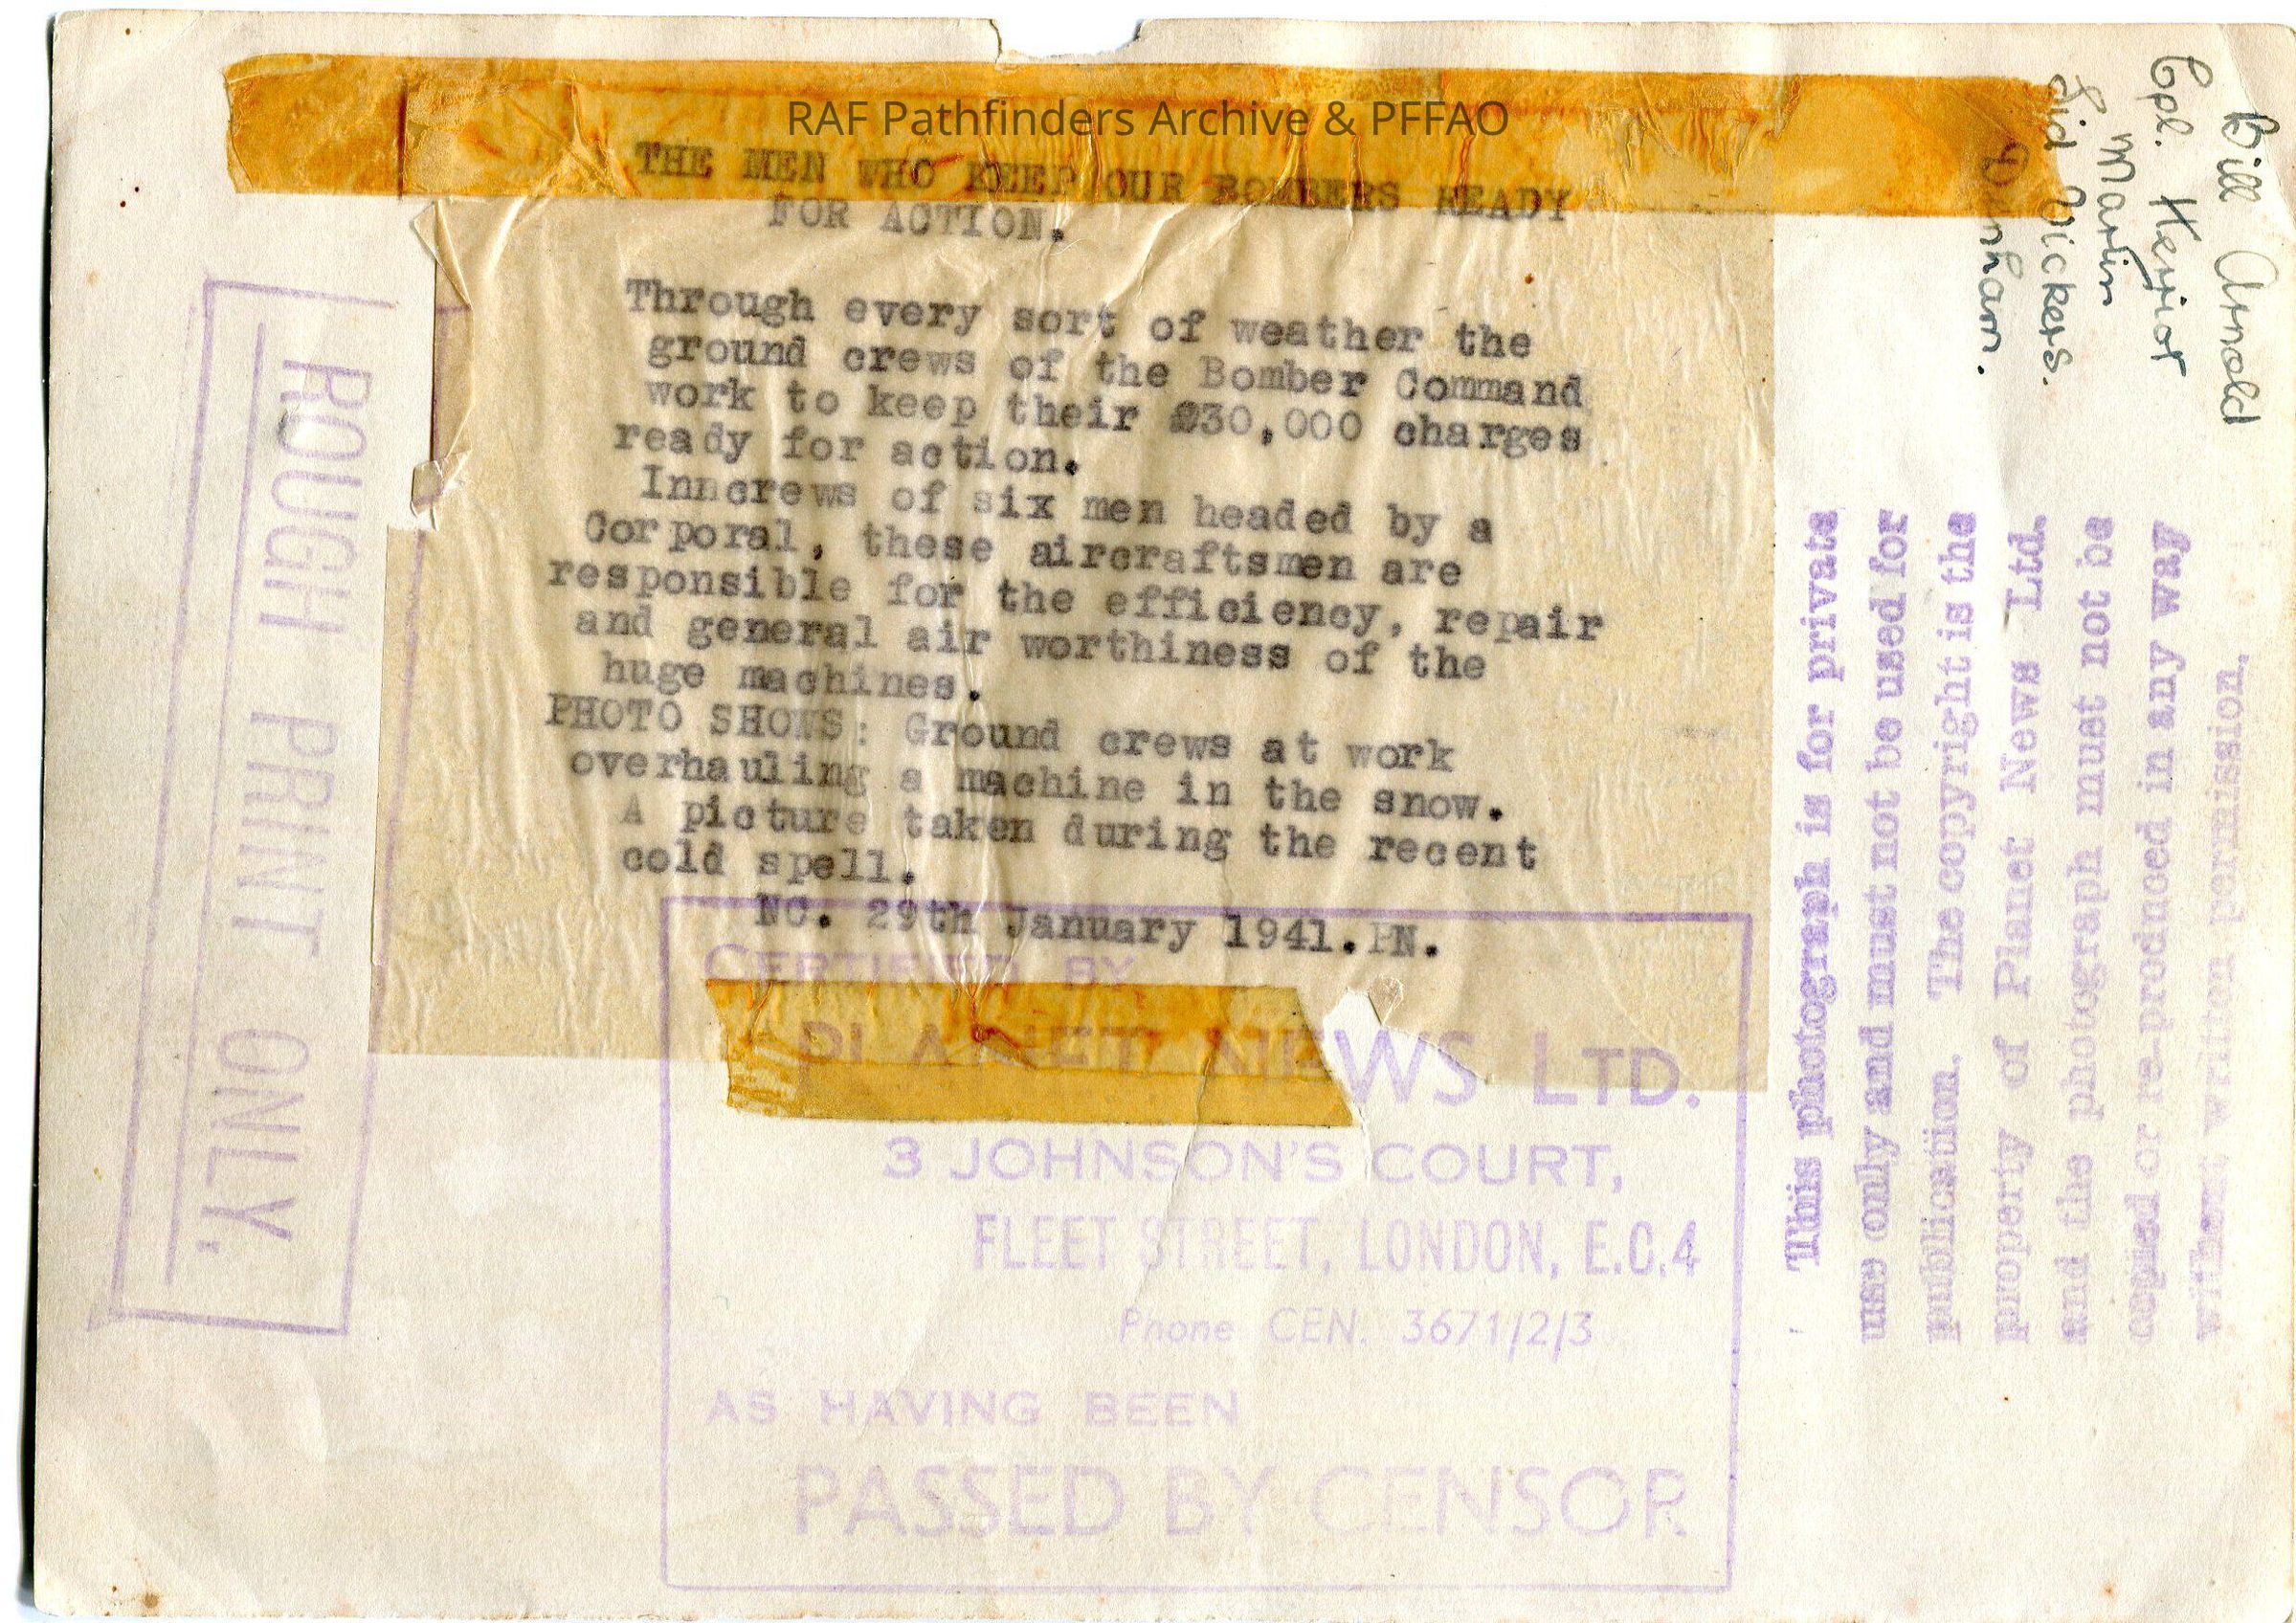 RAF Pathfinders Archive & PFFAO
THE MEN WHO KEEP OUR BOMBERS READY
FOR ACTION.
Through every sort of weather the
ground crews of the Bomber Command
work to keep their £30,000 charges
ready for action.
Inncrews of six men headed by a
Corporal, these aircraftsmen are
responsible for the efficiency, repair
and general air worthiness of the
huge machines.
PHOTO SHOWS: Ground crews at work
overhauling a machine in the snow.
A picture taken during the recent
cold spell.
NC. 29th January 1941.PN.
CERTIFIED BY
PLANET NEWS LTD.
3 JOHNSON'S COURT,
FLEET STREET, LONDON, E.C.4
Phone CEN. 3671/2/3
AS HAVING BEEN
PASSED BY CENSOR
ROUGH PRINT ONLY.
This photograph is for private
use only and must not be used for
publication. The copyright is the
property of Planet News Ltd.
and the photograph must not be
copied or re-produced in any way
without written permission.
Bill Arnold
Cpl. Herriot
Martin
Sid Vickers.